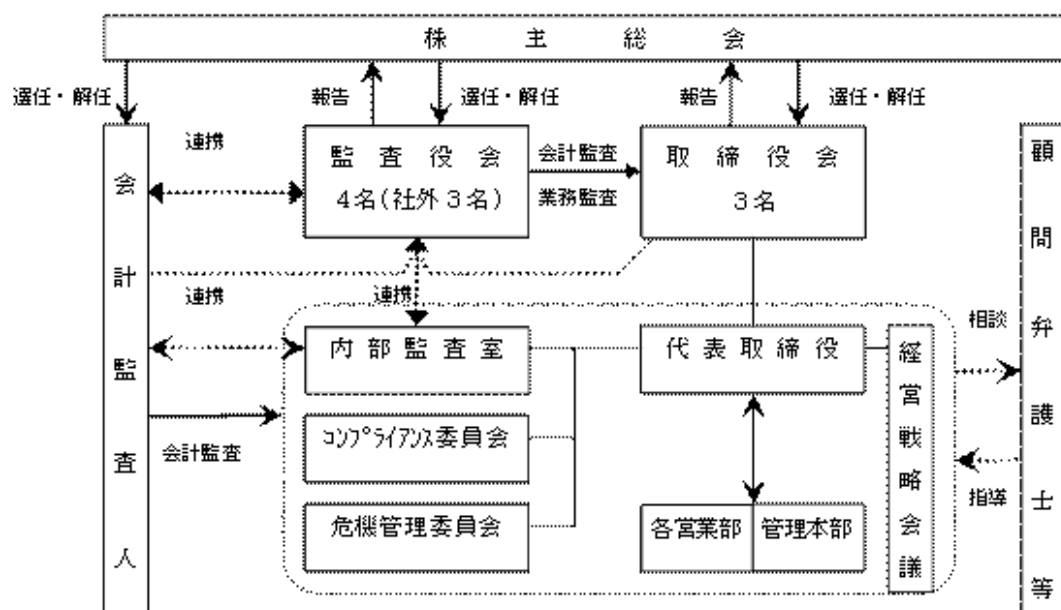 株主総会
選任・解任
報告
選任・解任
報告
選任・解任
会計監査人
連携
監査役会
4名(社外3名)
会計監査
業務監査
取締役会
3名
顧問弁護士等
連携
連携
内部監査室
代表取締役
経営戦略会議
相談
会計監査
コンプライアンス委員会
指導
危機管理委員会
各営業部
管理本部